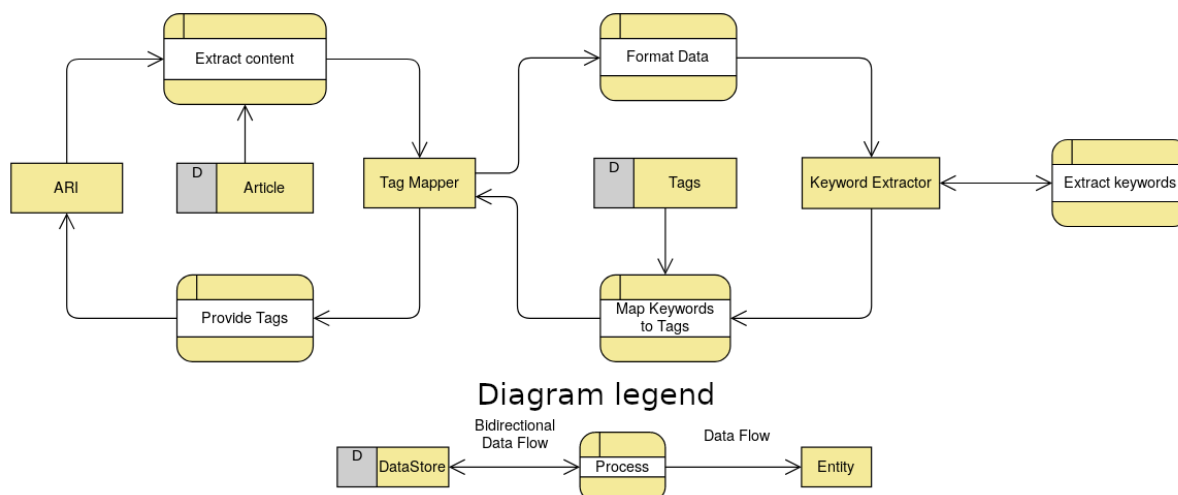 Extract content
Format Data
D
Article
ARI
Tag Mapper
D
Tags
Keyword Extractor
Extract keywords
Provide Tags
Map Keywords
to Tags
Diagram legend
Bidirectional
Data Flow
Data Flow
D
DataStore
Process
Entity